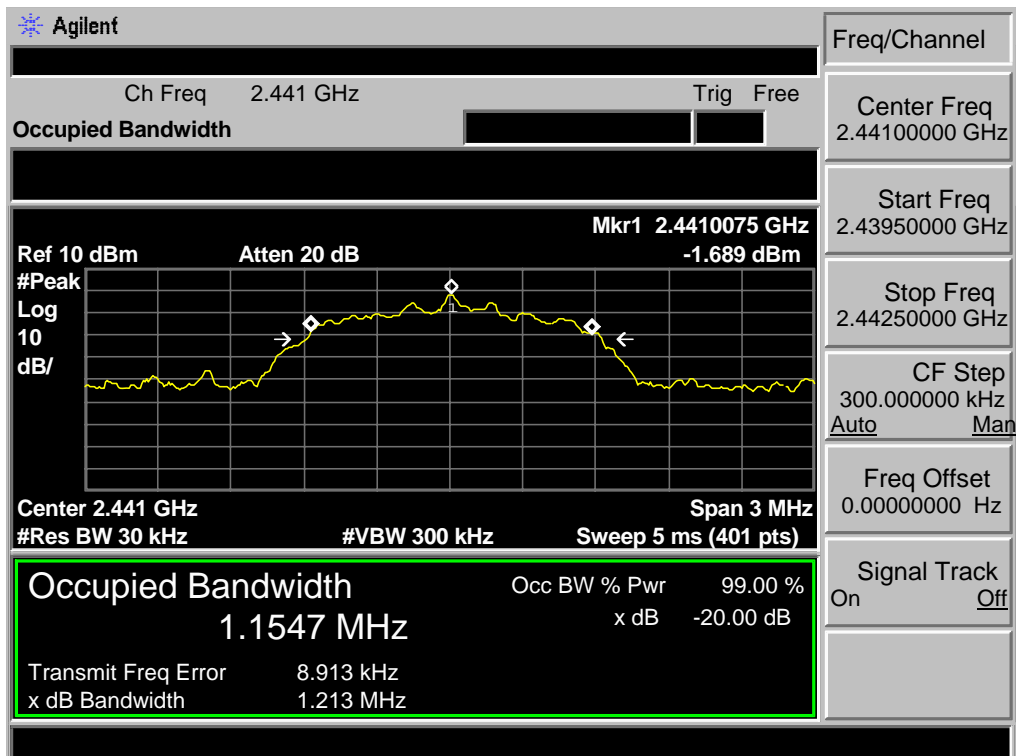 Agilent
Freq/Channel
Ch Freq 2.441 GHz Trig Free
Occupied Bandwidth
Center Freq
2.44100000 GHz
Start Freq
2.43950000 GHz
Stop Freq
2.44250000 GHz
CF Step
300.000000 kHz
Auto Man
Freq Offset
0.00000000 Hz
Signal Track
On Off
Mkr1 2.4410075 GHz
Ref 10 dBm Atten 20 dB -1.689 dBm
#Peak
Log
10
dB/
1
Center 2.441 GHz Span 3 MHz
#Res BW 30 kHz #VBW 300 kHz Sweep 5 ms (401 pts)
Occupied Bandwidth Occ BW % Pwr 99.00 %
1.1547 MHz x dB -20.00 dB
Transmit Freq Error 8.913 kHz
x dB Bandwidth 1.213 MHz